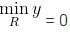 min y = 0
R